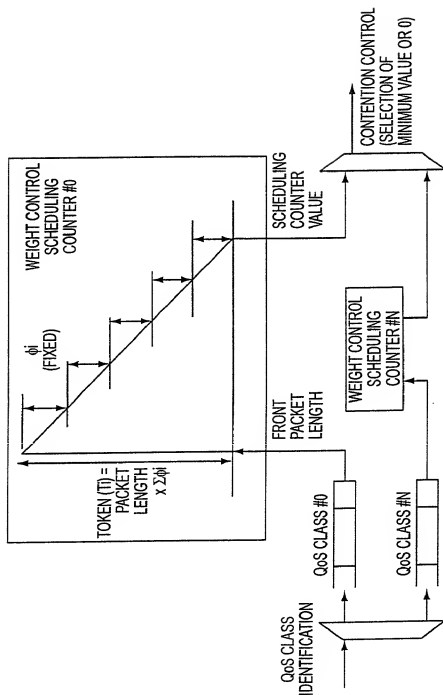 WEIGHT CONTROL
SCHEDULING
COUNTER #0
ϕi
(FIXED)
TOKEN (Ti) =
PACKET
LENGTH
x Σϕi
FRONT
PACKET
LENGTH
SCHEDULING
COUNTER
VALUE
QoS CLASS
IDENTIFICATION
QoS CLASS #0
QoS CLASS #N
WEIGHT CONTROL
SCHEDULING
COUNTER #N
CONTENTION CONTROL
(SELECTION OF
MINIMUM VALUE OR 0)